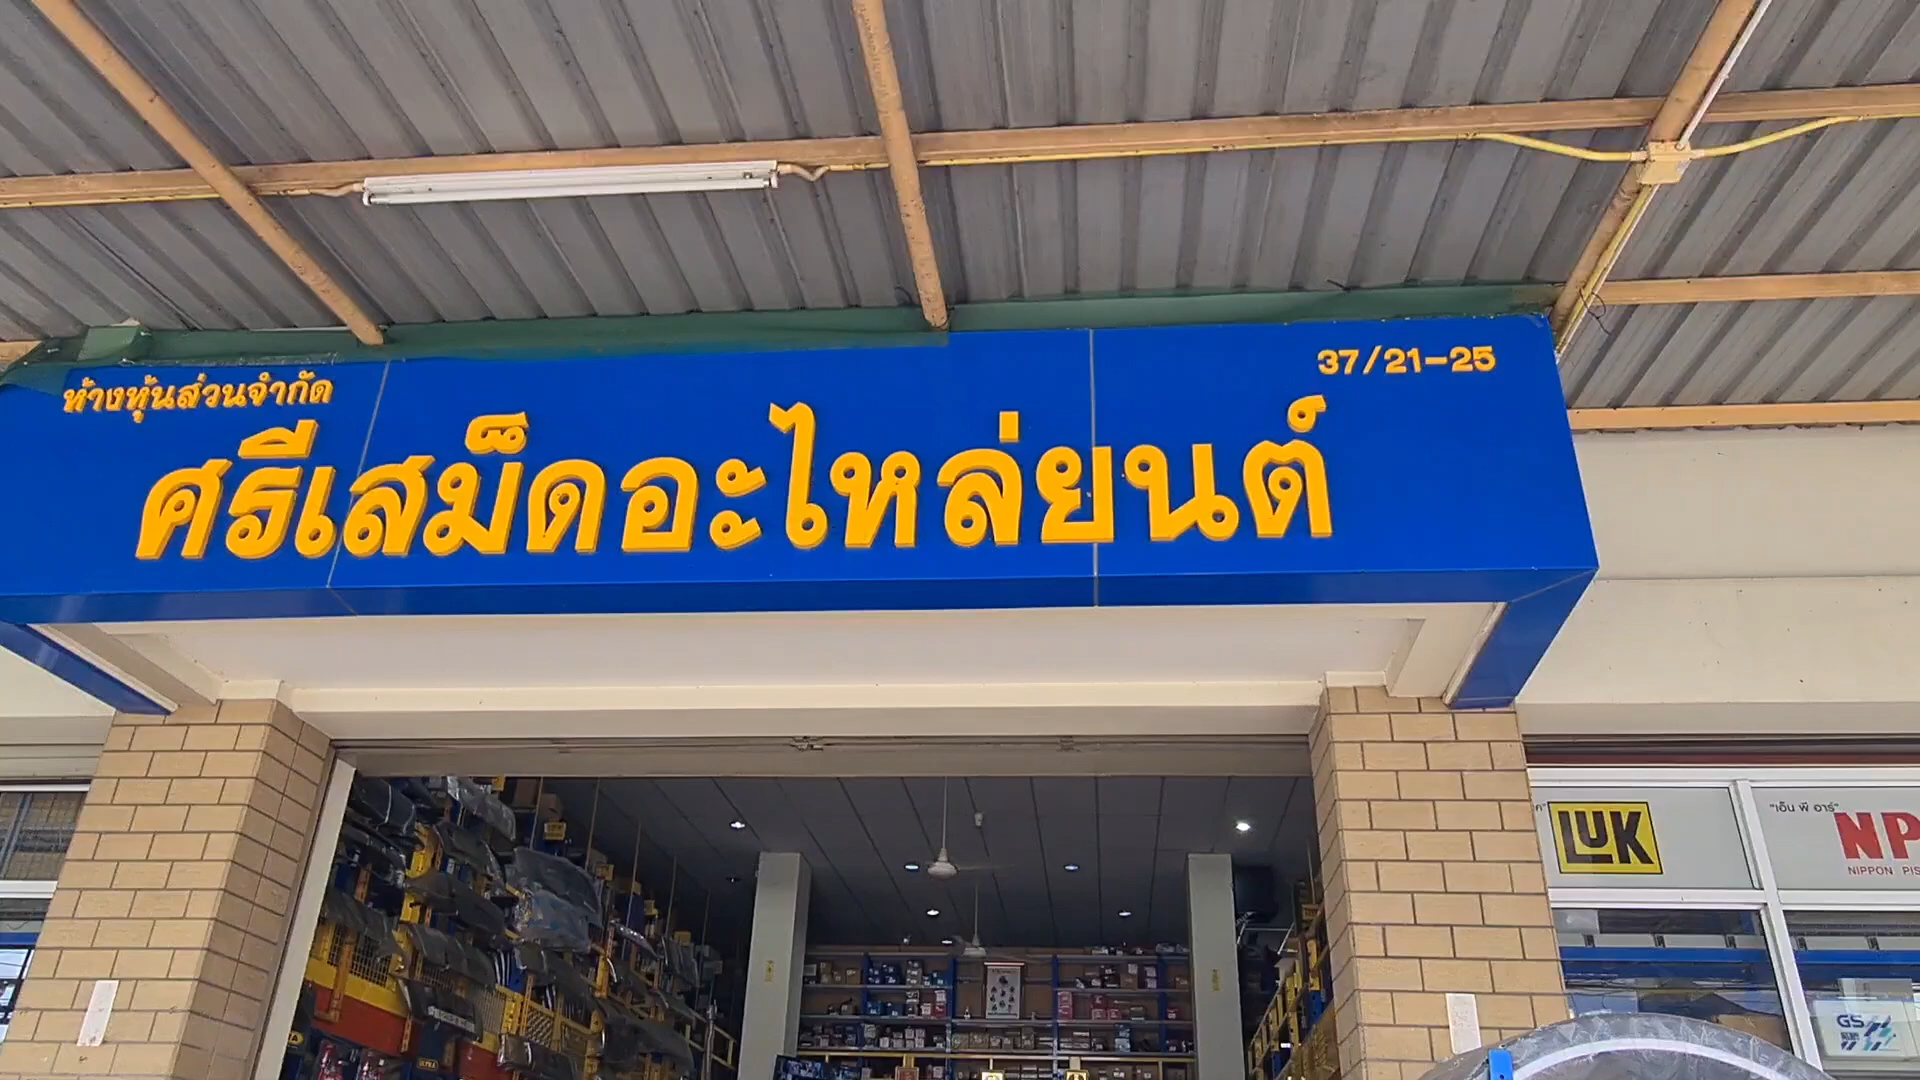 ห้างหุ้นส่วนจำกัด
37/21-25
ศรีเสม็ดอะไหล่ยนต์
LUK
"เอ็น พี อาร์"
NP
NIPPON PIS
GS